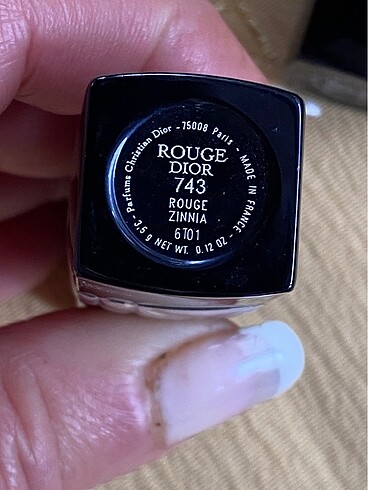 Parfums Christian Dior - 75008 Paris - MADE IN FRANCE -
3,5 g NET WT. 0.12 OZ -
ROUGE
DIOR
743
ROUGE
ZINNIA
6T01